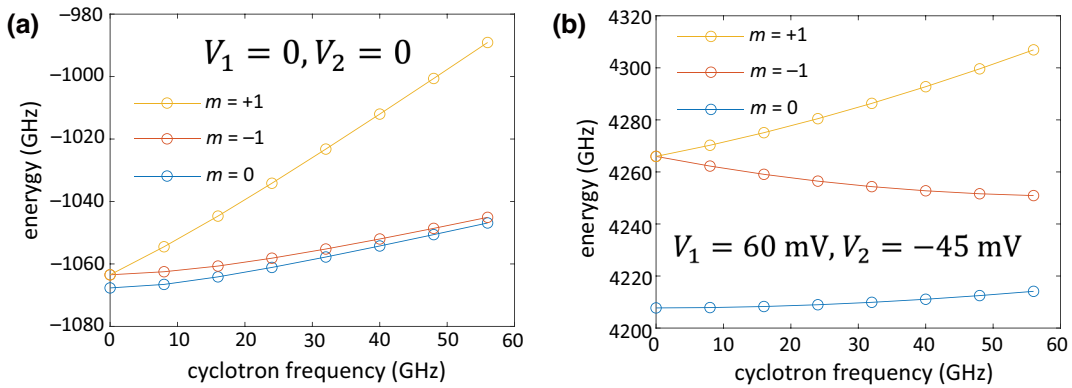 (a)
V₁ = 0, V₂ = 0
m = +1
m = −1
m = 0
enerygy (GHz)
−980
−1000
−1020
−1040
−1060
−1080
0 10 20 30 40 50 60
cyclotron frequency (GHz)
(b)
m = +1
m = −1
m = 0
V₁ = 60 mV, V₂ = −45 mV
energy (GHz)
4320
4300
4280
4260
4240
4220
4200
0 10 20 30 40 50 60
cyclotron frequency (GHz)